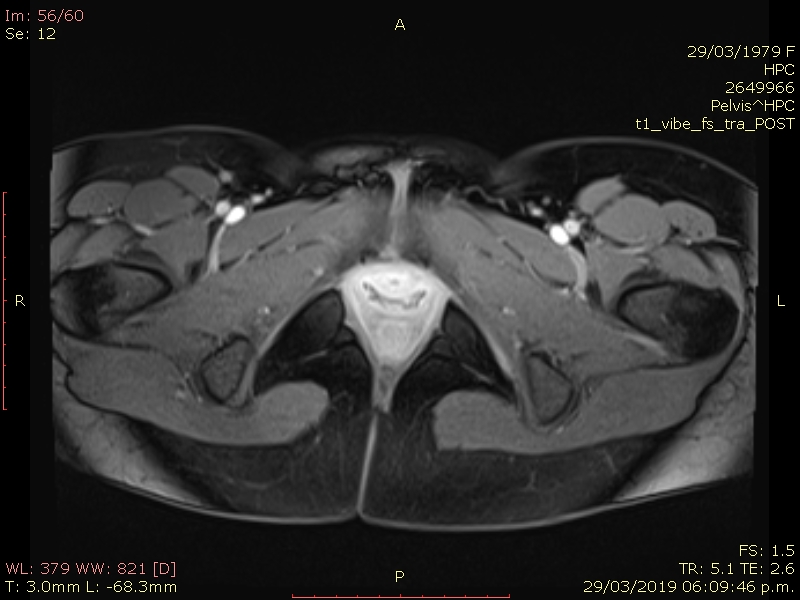 Im: 56/60
Se: 12
A
29/03/1979 F
HPC
2649966
Pelvis^HPC
t1_vibe_fs_tra_POST
R
L
WL: 379 WW: 821 [D]
T: 3.0mm L: -68.3mm
P
FS: 1.5
TR: 5.1 TE: 2.6
29/03/2019 06:09:46 p.m.